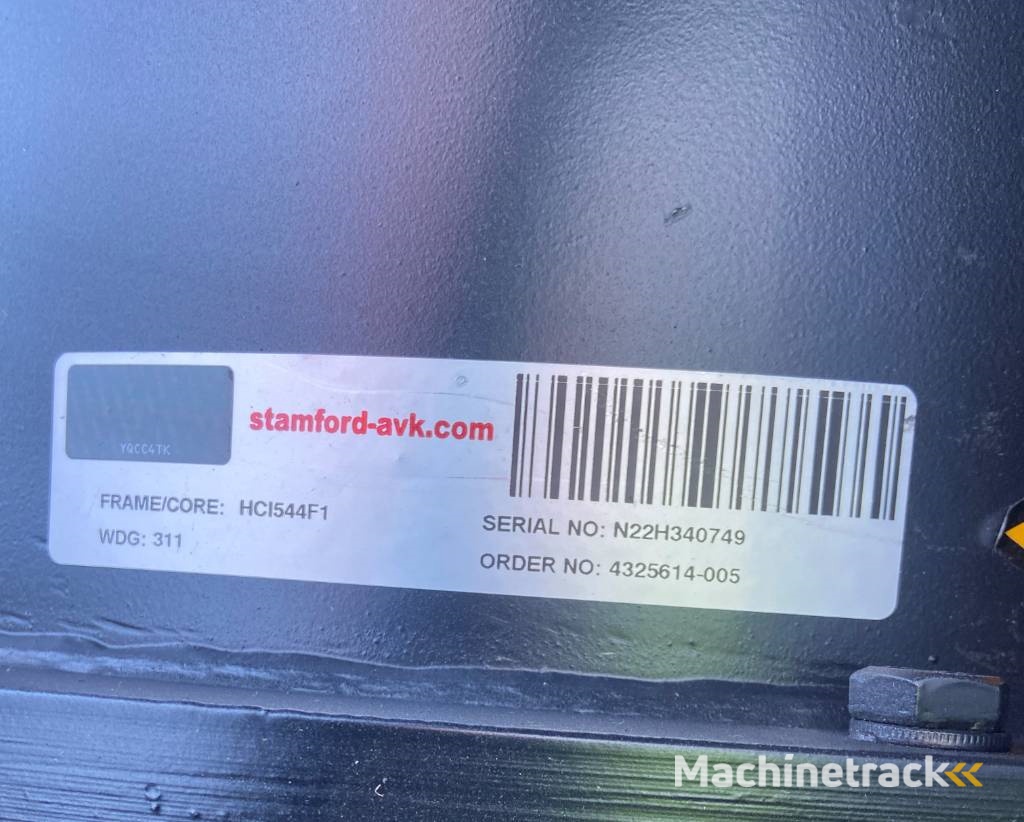 stamford-avk.com
YQCC4TK
FRAME/CORE: HCI544F1
WDG: 311
SERIAL NO: N22H340749
ORDER NO: 4325614-005
Machinetrack